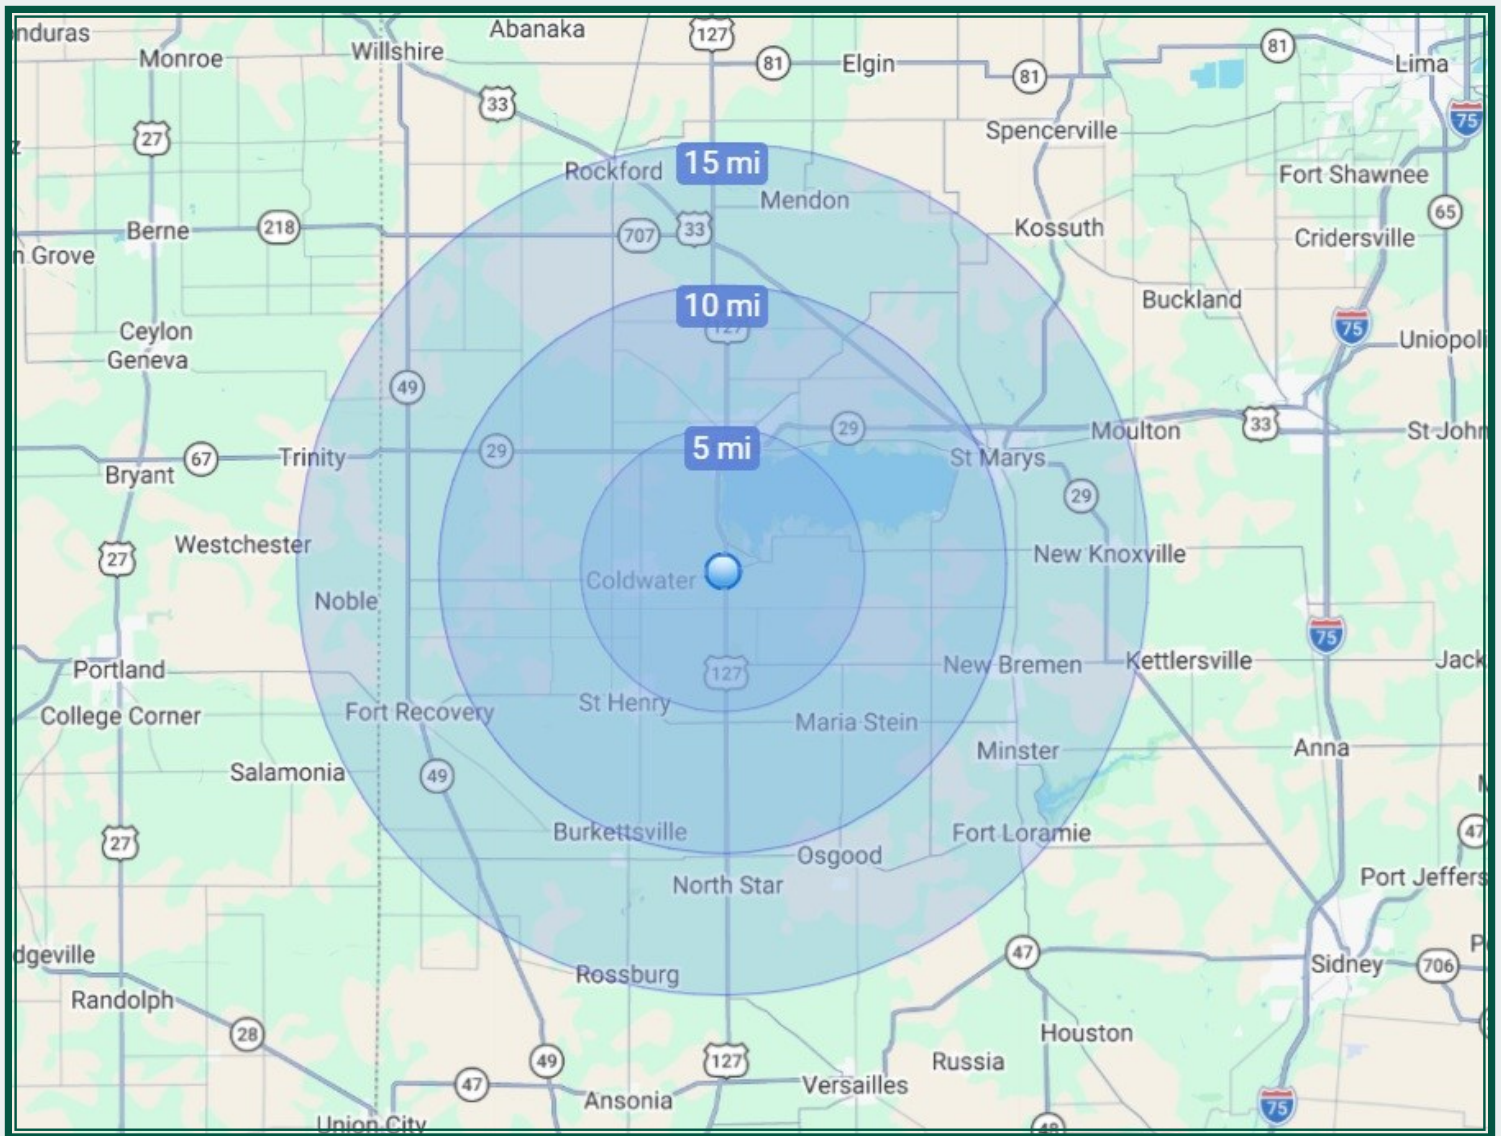 nduras
Abanaka
127
Monroe
Willshire
81
81
Elgin
81
Lima
33
75
27
Spencerville
z
15 mi
Rockford
Fort Shawnee
Mendon
65
Berne
218
707
33
Kossuth
Cridersville
n Grove
10 mi
Buckland
127
75
Ceylon
Uniopoli
Geneva
49
29
33
Moulton
St John
5 mi
67
Trinity
29
St Marys
Bryant
29
Westchester
New Knoxville
27
Coldwater
Noble
75
127
New Bremen
Kettlersville
Jack
Portland
St Henry
Fort Recovery
College Corner
Maria Stein
Minster
Anna
Salamonia
49
Burkettsville
Fort Loramie
47
27
Osgood
North Star
Port Jeffers
dgeville
47
Rossburg
Sidney
706
Randolph
28
Houston
49
127
Russia
47
Versailles
Ansonia
75
Union City
48